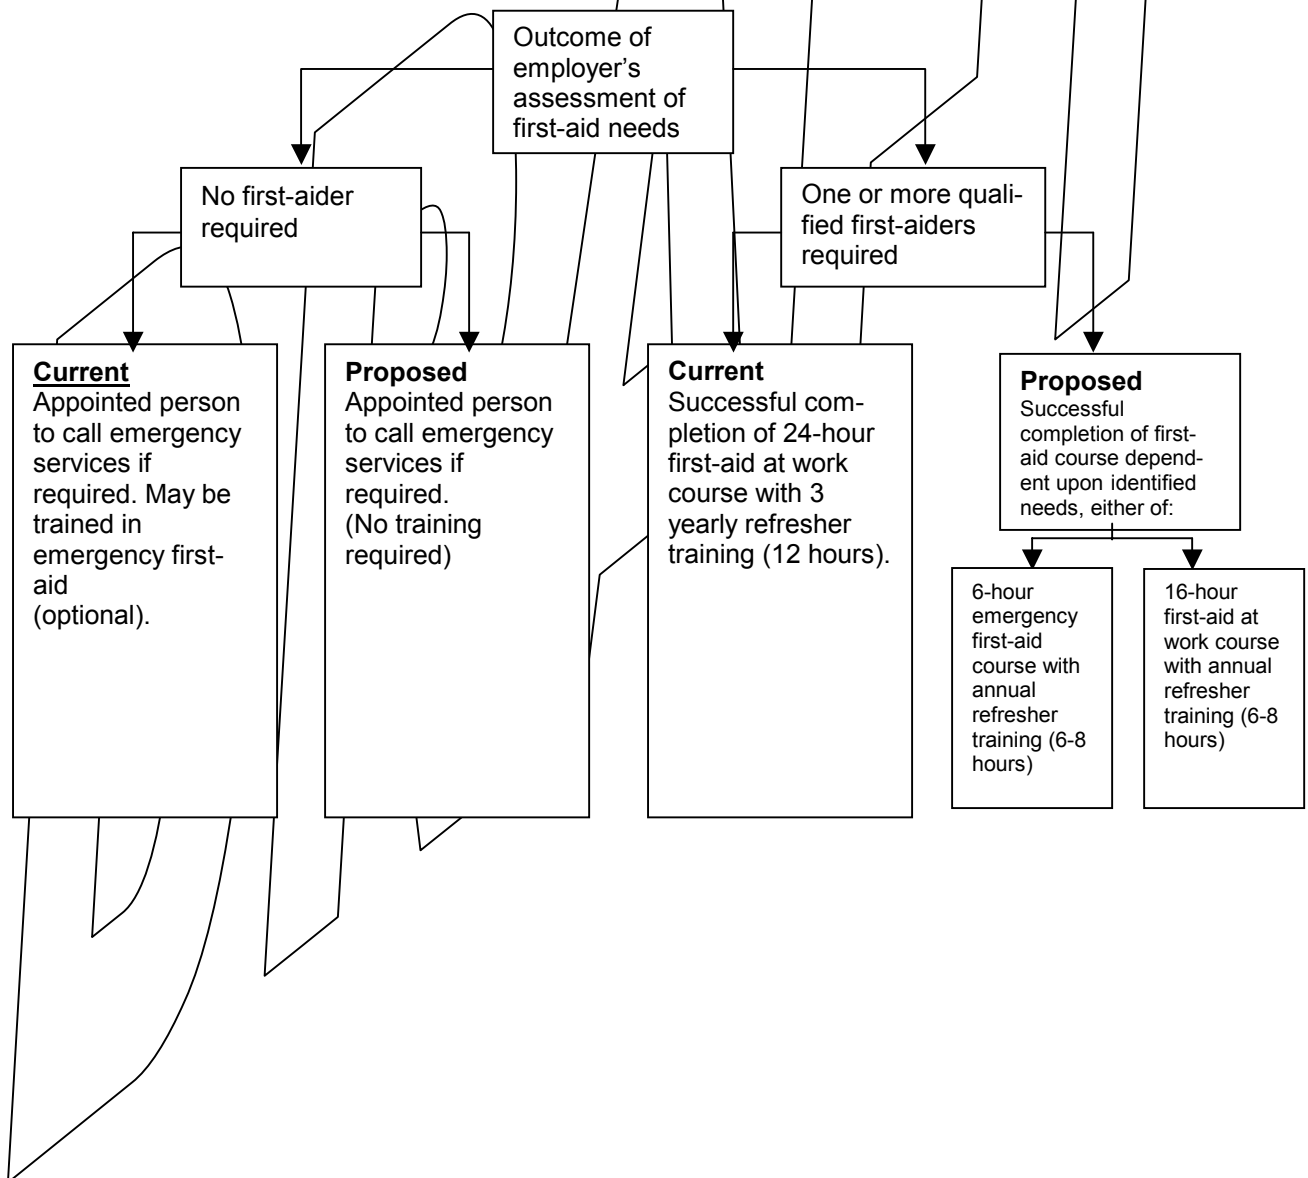 Outcome of
employer's
assessment of
first-aid needs
No first-aider
required
One or more quali-
fied first-aiders
required
Current
Appointed person
to call emergency
services if
required. May be
trained in
emergency first-
aid
(optional).
Proposed
Appointed person
to call emergency
services if
required.
(No training
required)
Current
Successful com-
pletion of 24-hour
first-aid at work
course with 3
yearly refresher
training (12 hours).
Proposed
Successful
completion of first-
aid course depend-
ent upon identified
needs, either of:
6-hour
emergency
first-aid
course with
annual
refresher
training (6-8
hours)
16-hour
first-aid at
work course
with annual
refresher
training (6-8
hours)